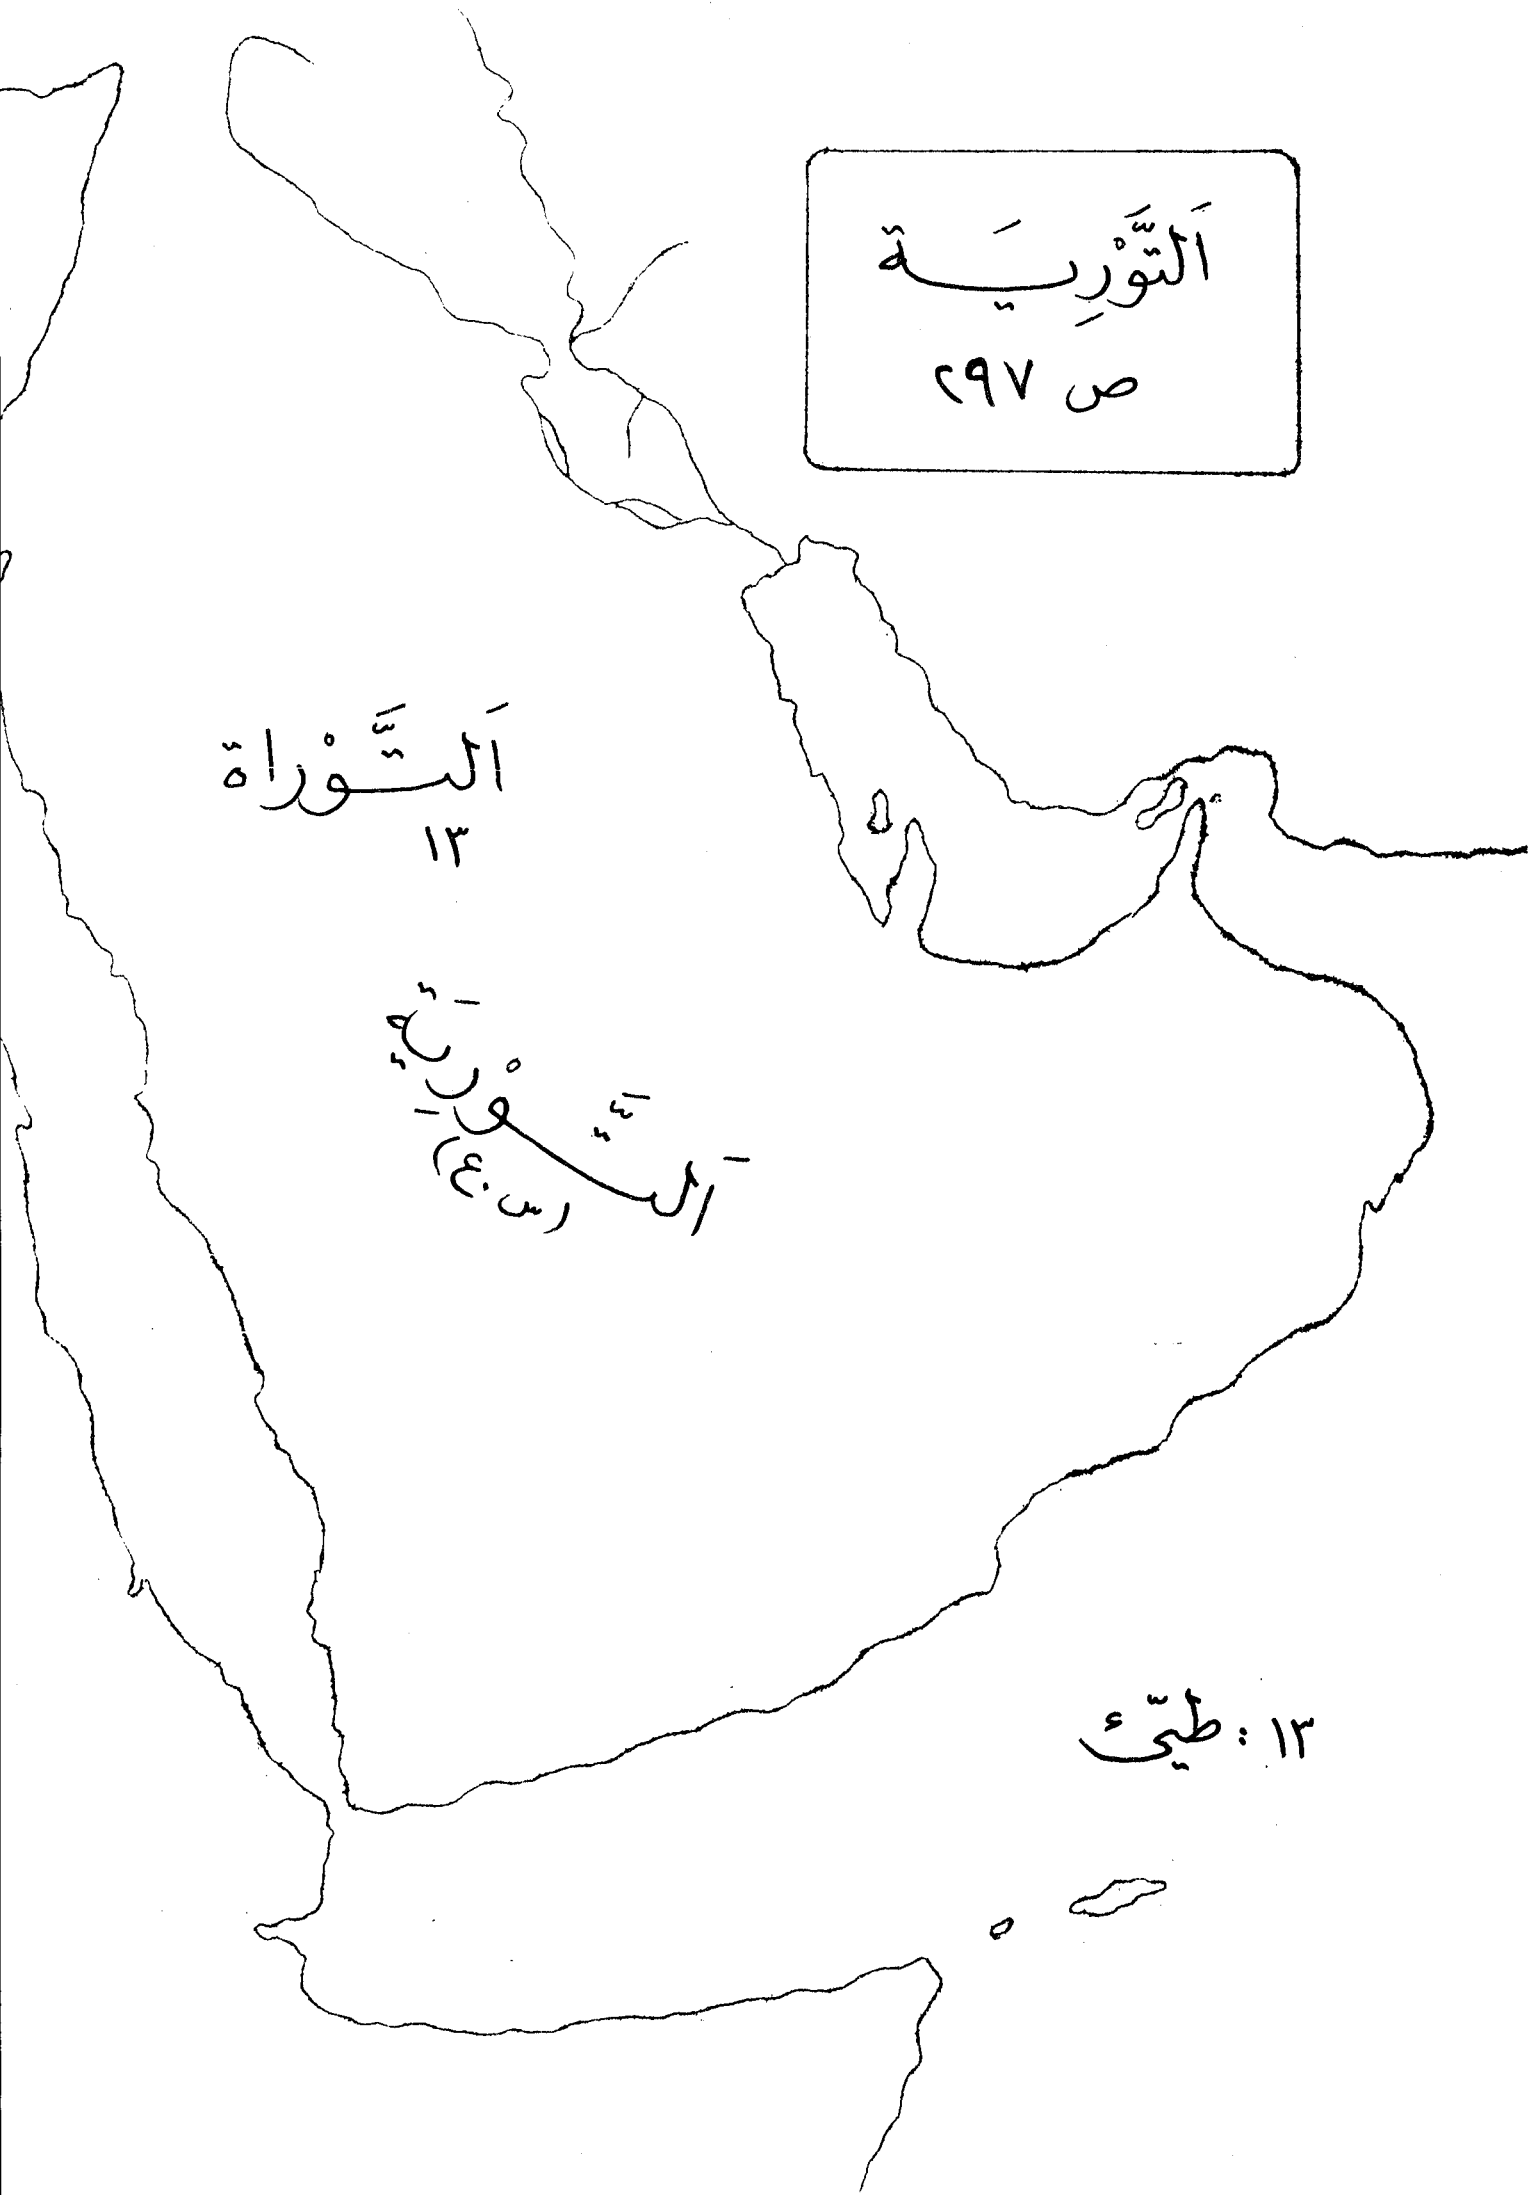 اَلتَّوْرِيَة
ص ٢٩٧
اَلتَّوْراة
١٣
اَلتَّوْرِيَة
(س.ع)
١٣ : طيّئ